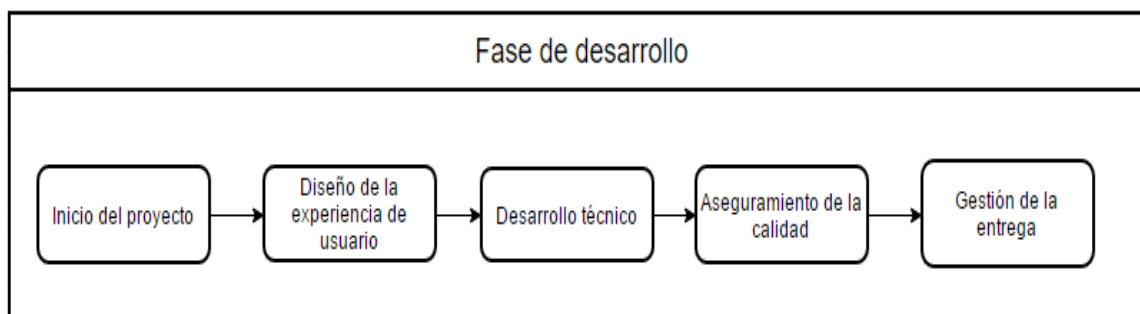 Fase de desarrollo
Inicio del proyecto
Diseño de la
experiencia de
usuario
Desarrollo técnico
Aseguramiento de la
calidad
Gestión de la
entrega